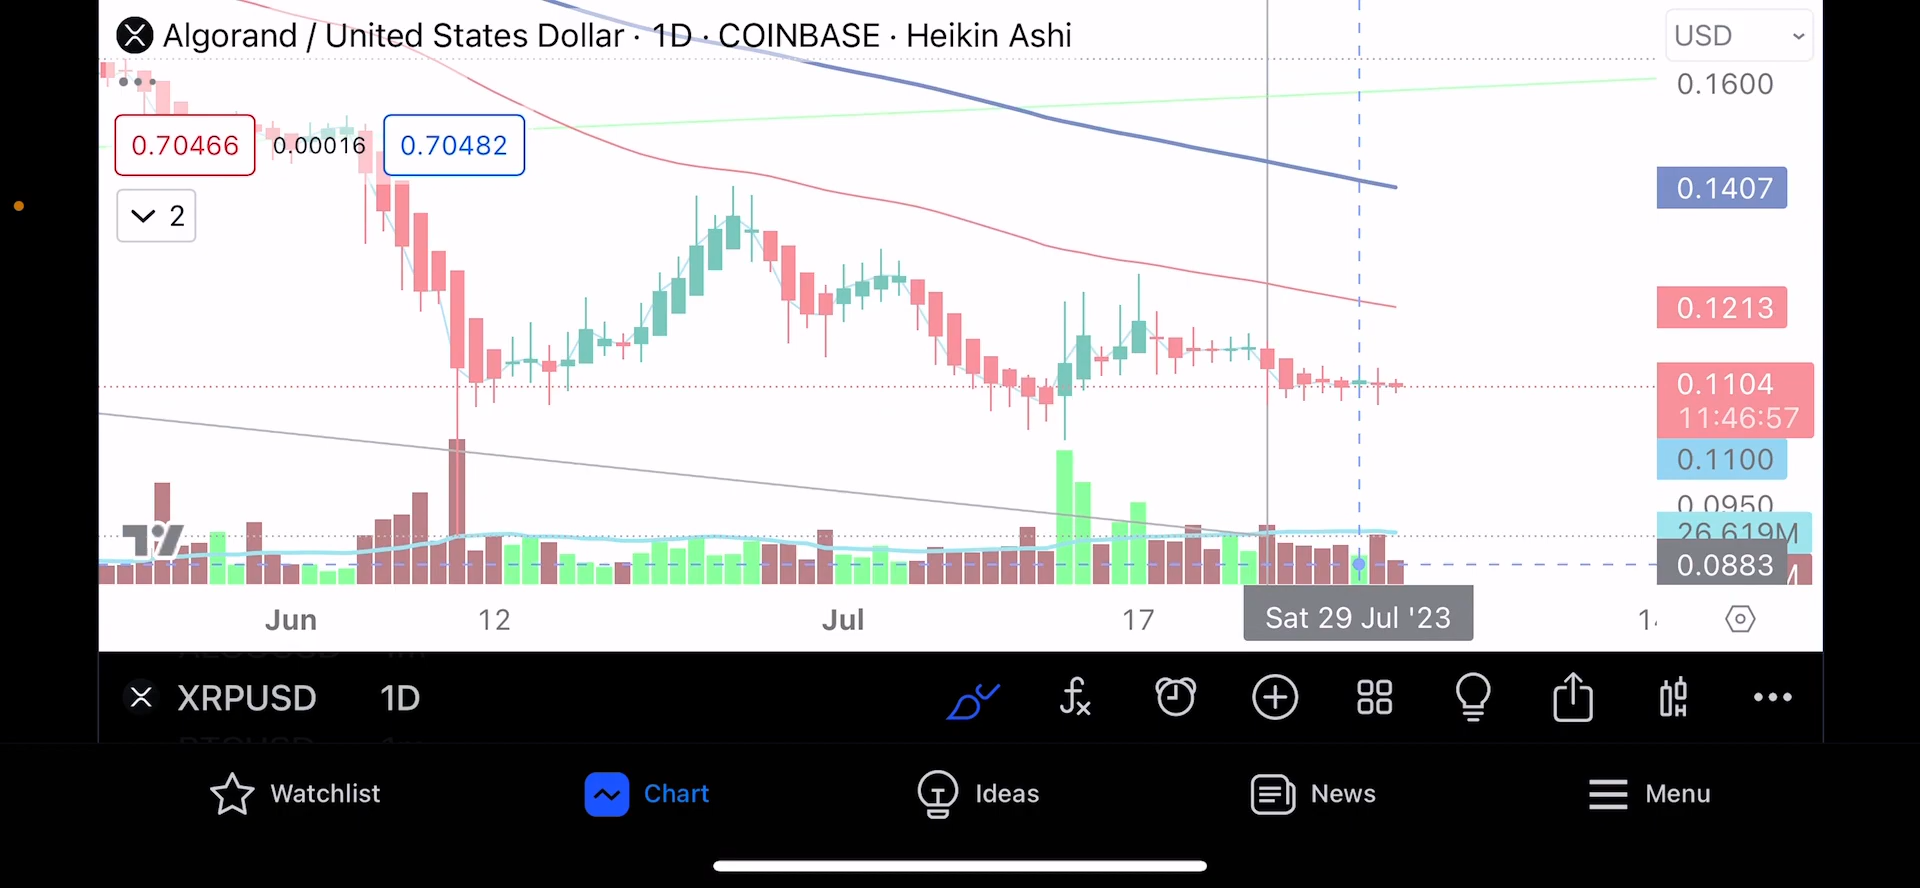 Algorand / United States Dollar · 1D · COINBASE · Heikin Ashi
USD
0.1600
0.70466
0.00016
0.70482
2
0.1407
0.1213
0.1104
11:46:57
0.1100
0.0950
26.619M
0.0883
Jun
12
Jul
17
Sat 29 Jul '23
XRPUSD
1D
Watchlist
Chart
Ideas
News
Menu